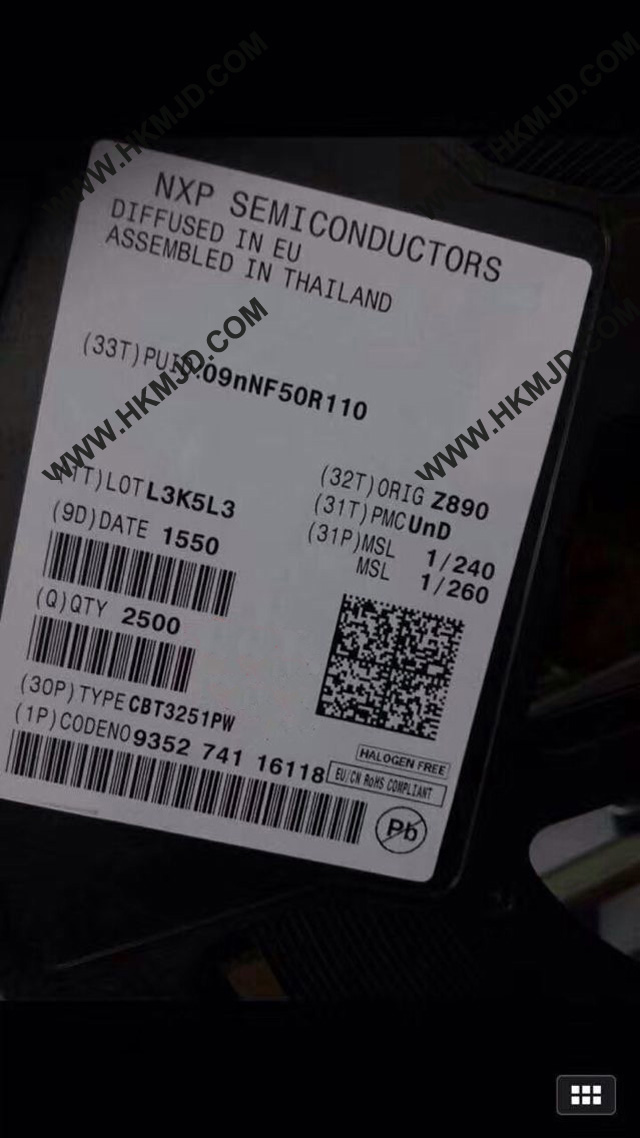 WWW.HKMJD.COM
WWW.HKMJD.COM
NXP SEMICONDUCTORS
DIFFUSED IN EU
ASSEMBLED IN THAILAND
(33T)PUID.09nNF50R110
WWW.HKMJD.COM
WWW.HKMJD.COM
(1T)LOT L3K5L3
(32T)ORIG Z890
(9D)DATE 1550
(31T)PMC UnD
(31P)MSL 1/240
MSL 1/260
(Q)QTY 2500
(30P)TYPE CBT3251PW
(1P)CODENO 9352 741 16118
HALOGEN FREE
EU/CN RoHS COMPLIANT
Pb